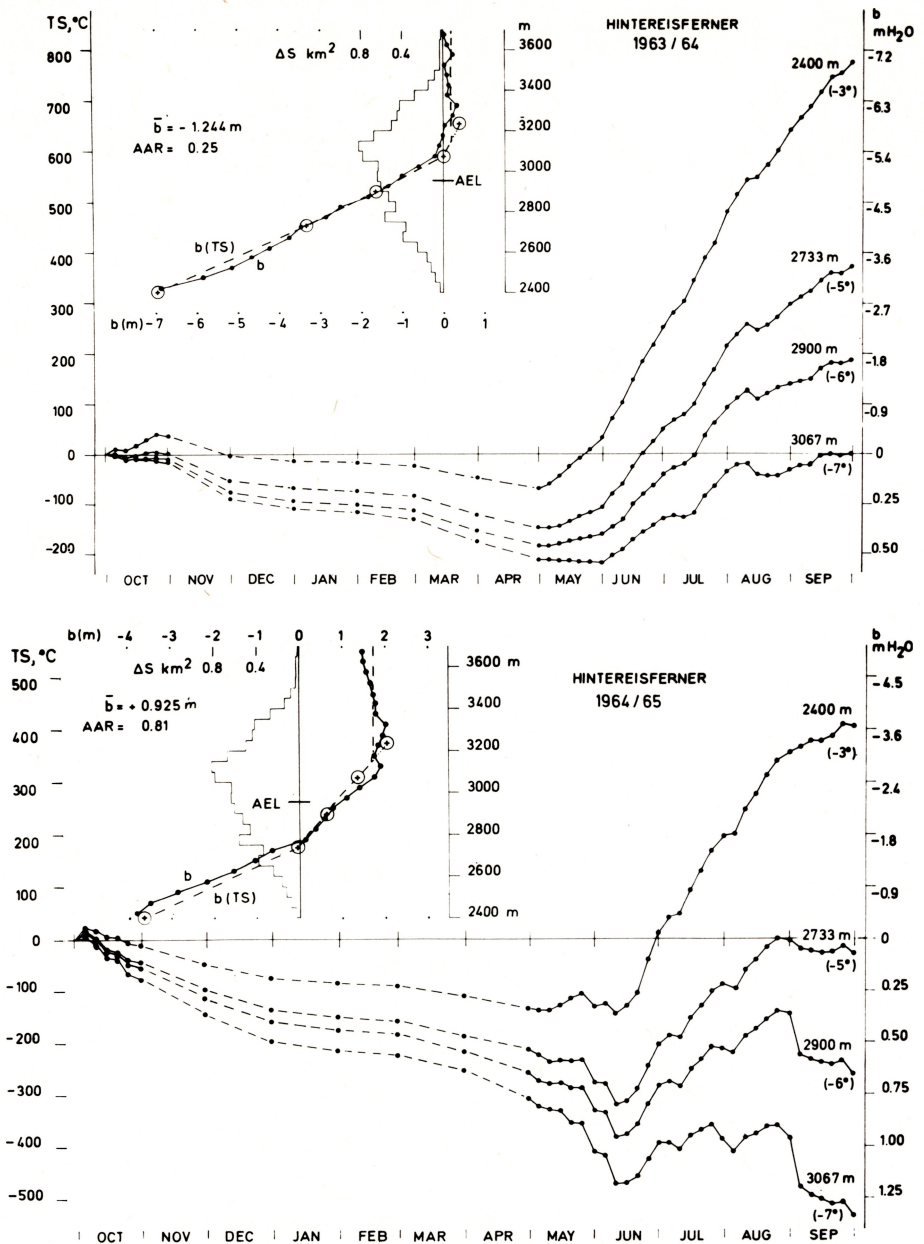 TS,°C
ΔS km² 0.8 0.4
m
HINTEREISFERNER
1963/64
b
mH₂O
800
700
600
500
400
300
200
100
0
-100
-200
b̄ = - 1.244 m
AAR = 0.25
3600
3400
3200
3000
2800
2600
2400
AEL
b(TS)
b
b(m) -7 -6 -5 -4 -3 -2 -1 0 1
2400 m
(-3°)
2733 m
(-5°)
2900 m
(-6°)
3067 m
(-7°)
-7.2
-6.3
-5.4
-4.5
-3.6
-2.7
-1.8
-0.9
0
0.25
0.50
OCT NOV DEC JAN FEB MAR APR MAY JUN JUL AUG SEP
b(m) -4 -3 -2 -1 0 1 2 3
TS,°C
ΔS km² 0.8 0.4
b̄ = + 0.925 m
AAR = 0.81
HINTEREISFERNER
1964/65
b
mH₂O
500
400
300
200
100
0
-100
-200
-300
-400
-500
3600 m
3400
3200
3000
2800
2600
2400 m
AEL
b
b(TS)
2400 m
(-3°)
2733 m
(-5°)
2900 m
(-6°)
3067 m
(-7°)
-4.5
-3.6
-2.4
-1.8
-0.9
0
0.25
0.50
0.75
1.00
1.25
OCT NOV DEC JAN FEB MAR APR MAY JUN JUL AUG SEP